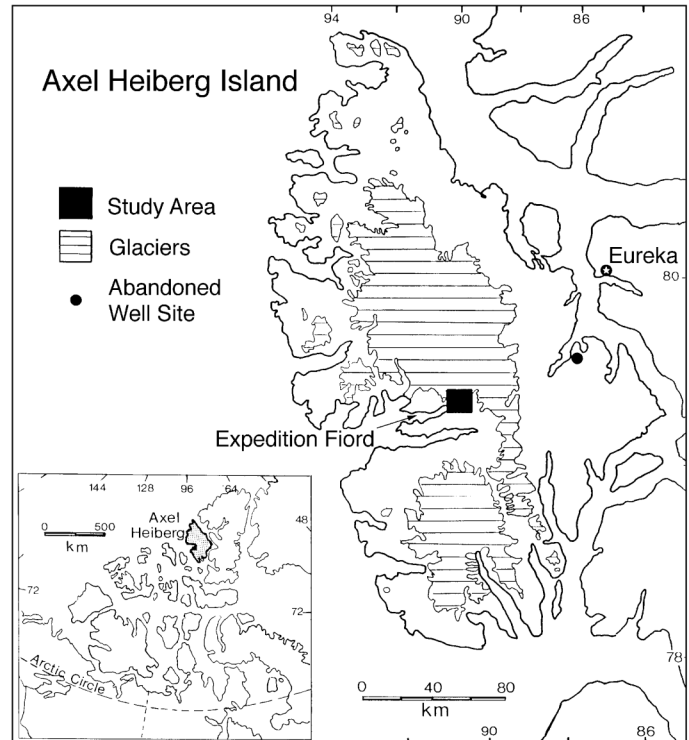 94
90
86
Axel Heiberg Island
Study Area
Glaciers
Abandoned
Well Site
Eureka
80
Expedition Fiord
144
128
96
64
0
500
km
Axel
Heiberg
48
72
72
Arctic Circle
78
0
40
80
km
90
86